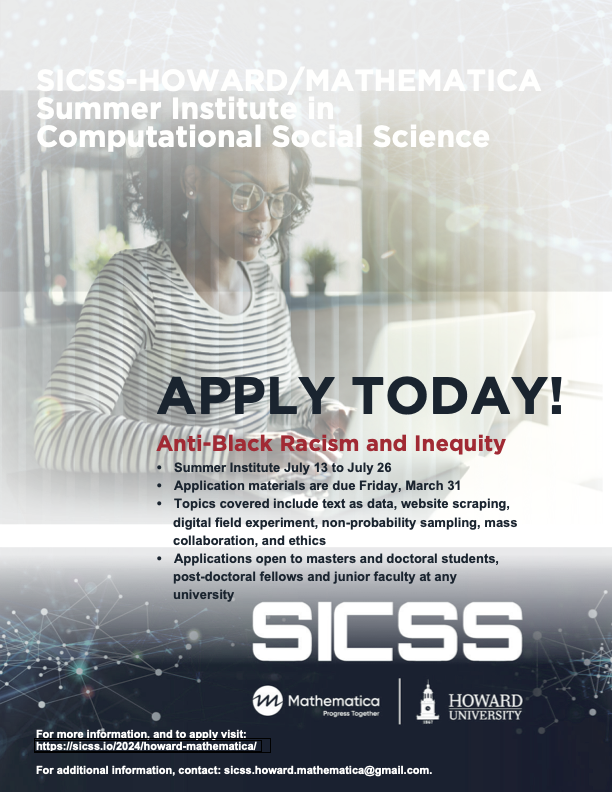 SICSS-HOWARD/MATHEMATICA
Summer Institute in
Computational Social Science
APPLY TODAY!
Anti-Black Racism and Inequity
• Summer Institute July 13 to July 26
• Application materials are due Friday, March 31
• Topics covered include text as data, website scraping,
digital field experiment, non-probability sampling, mass
collaboration, and ethics
• Applications open to masters and doctoral students,
post-doctoral fellows and junior faculty at any
university
SICSS
Mathematica
Progress Together
HOWARD
UNIVERSITY
1867
For more information, and to apply visit:
https://sicss.io/2024/howard-mathematica/
For additional information, contact: sicss.howard.mathematica@gmail.com.